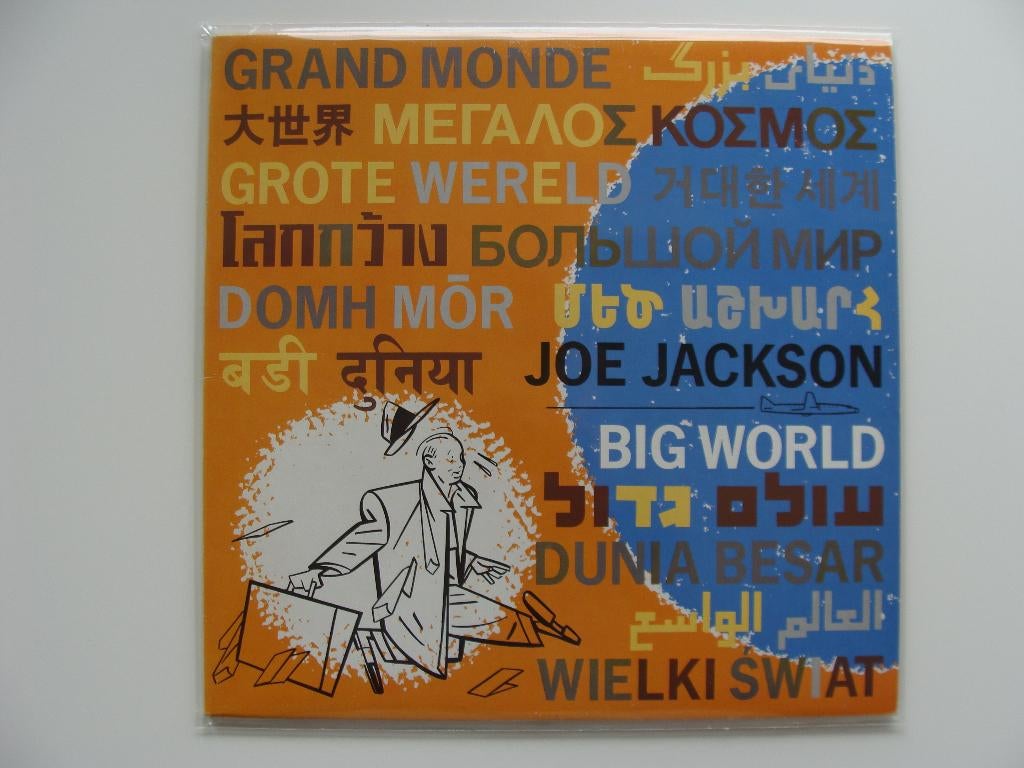 GRAND MONDE دنیای بزرگ
大世界 ΜΕΓΑΛΟΣ ΚΟΣΜΟΣ
GROTE WERELD 거대한 세계
โลกกว้าง БОЛЬШОЙ МИР
DOMH MŌR ՄԵԾ ԱՇԽԱՐՀ
बडी दुनिया JOE JACKSON
BIG WORLD
עולם גדול
DUNIA BESAR
العالم الواسع
WIELKI ŚWIAT